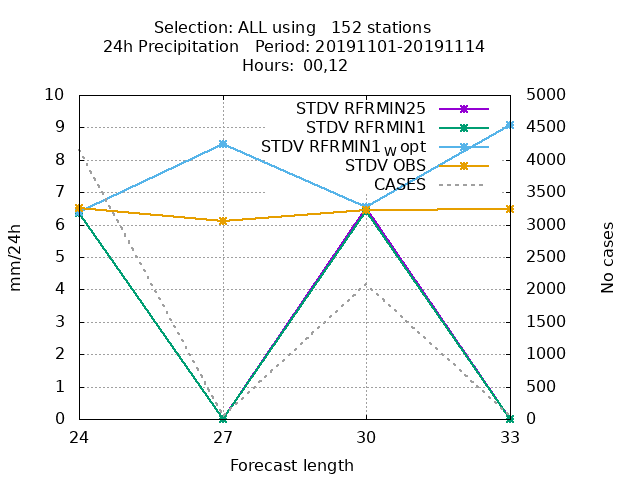 Selection: ALL using   152 stations
24h Precipitation   Period: 20191101-20191114
Hours: 00,12
10 5000
STDV RFRMIN25
9 4500
STDV RFRMIN1
STDV RFRMIN1_W opt
8 4000
STDV OBS
7 3500
CASES
6 3000
5 2500
4 2000
3 1500
2 1000
1 500
0 0
mm/24h
No cases
24 27 30 33
Forecast length